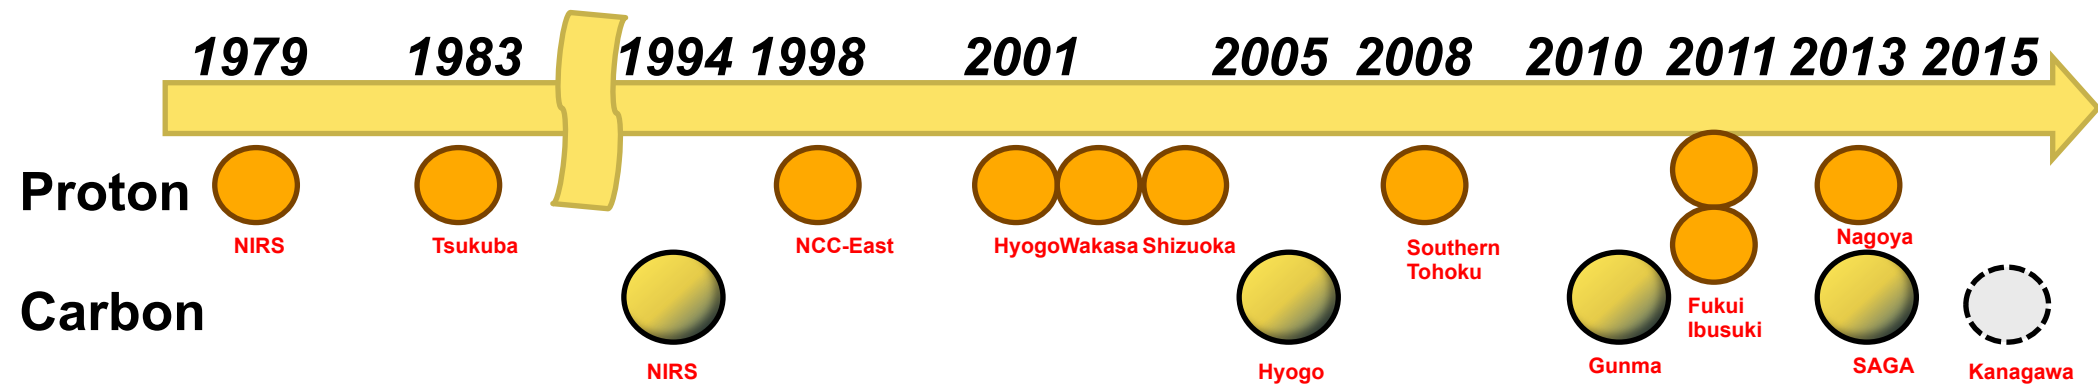 1979 1983 1994 1998 2001 2005 2008 2010 2011 2013 2015
Proton
NIRS Tsukuba NCC-East Hyogo Wakasa Shizuoka Southern Tohoku Nagoya
Fukui
Ibusuki
Carbon
NIRS Hyogo Gunma SAGA Kanagawa